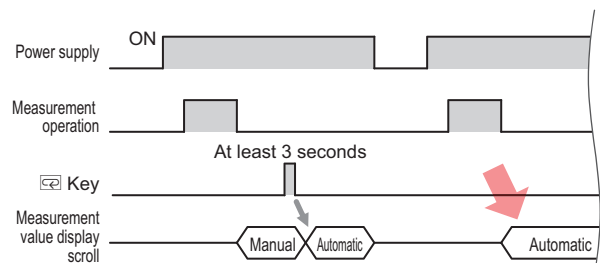 ON
Power supply
Measurement
operation
At least 3 seconds
Key
Measurement
value display
scroll
Manual
Automatic
Automatic